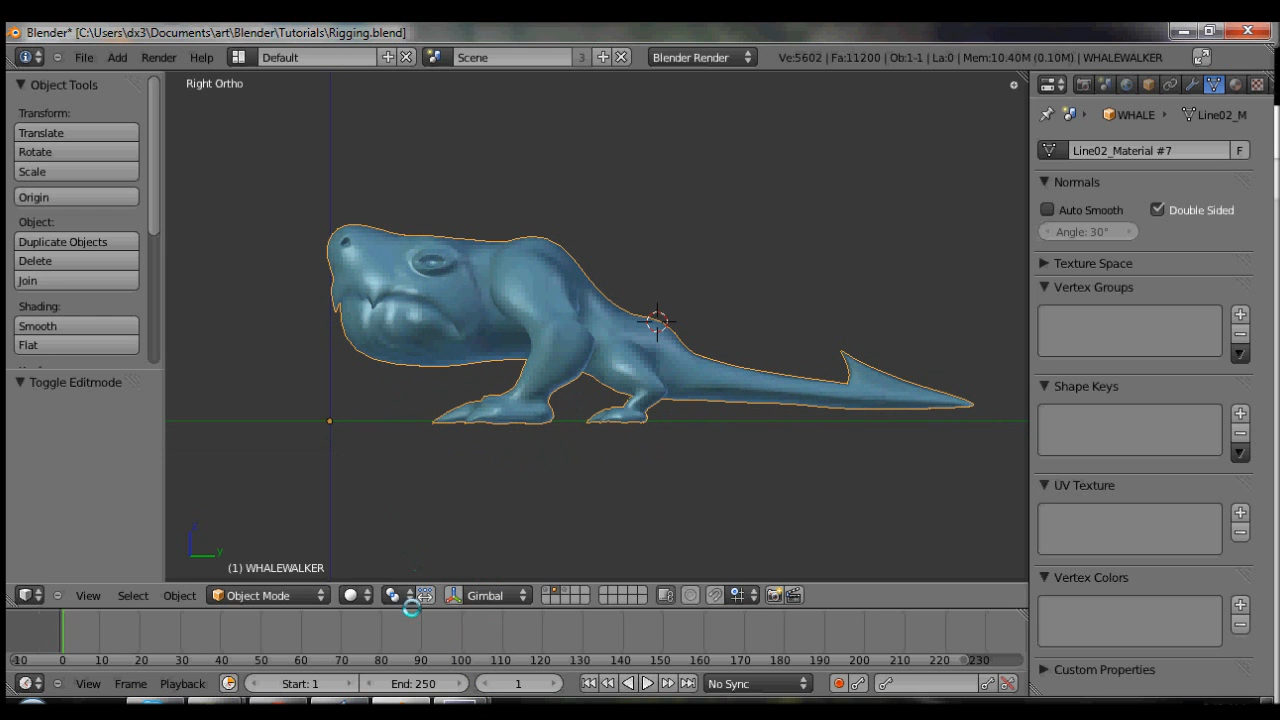 Blender* [C:\Users\dx3\Documents\art\Blender\Tutorials\Rigging.blend]
File Add Render Help Default Scene 3 Blender Render Ve:5602 | Fa:11200 | Ob:1-1 | La:0 | Mem:10.40M (0.10M) | WHALEWALKER
Object Tools
Transform:
Translate
Rotate
Scale
Origin
Object:
Duplicate Objects
Delete
Join
Shading:
Smooth
Flat
Toggle Editmode
Right Ortho
z
y
(1) WHALEWALKER
WHALE Line02_M
Line02_Material #7 F
Normals
Auto Smooth Double Sided
Angle: 30°
Texture Space
Vertex Groups
Shape Keys
UV Texture
Vertex Colors
Custom Properties
View Select Object Object Mode Gimbal
-10 0 10 20 30 40 50 60 70 80 90 100 110 120 130 140 150 160 170 180 190 200 210 220 230
View Frame Playback Start: 1 End: 250 1 No Sync